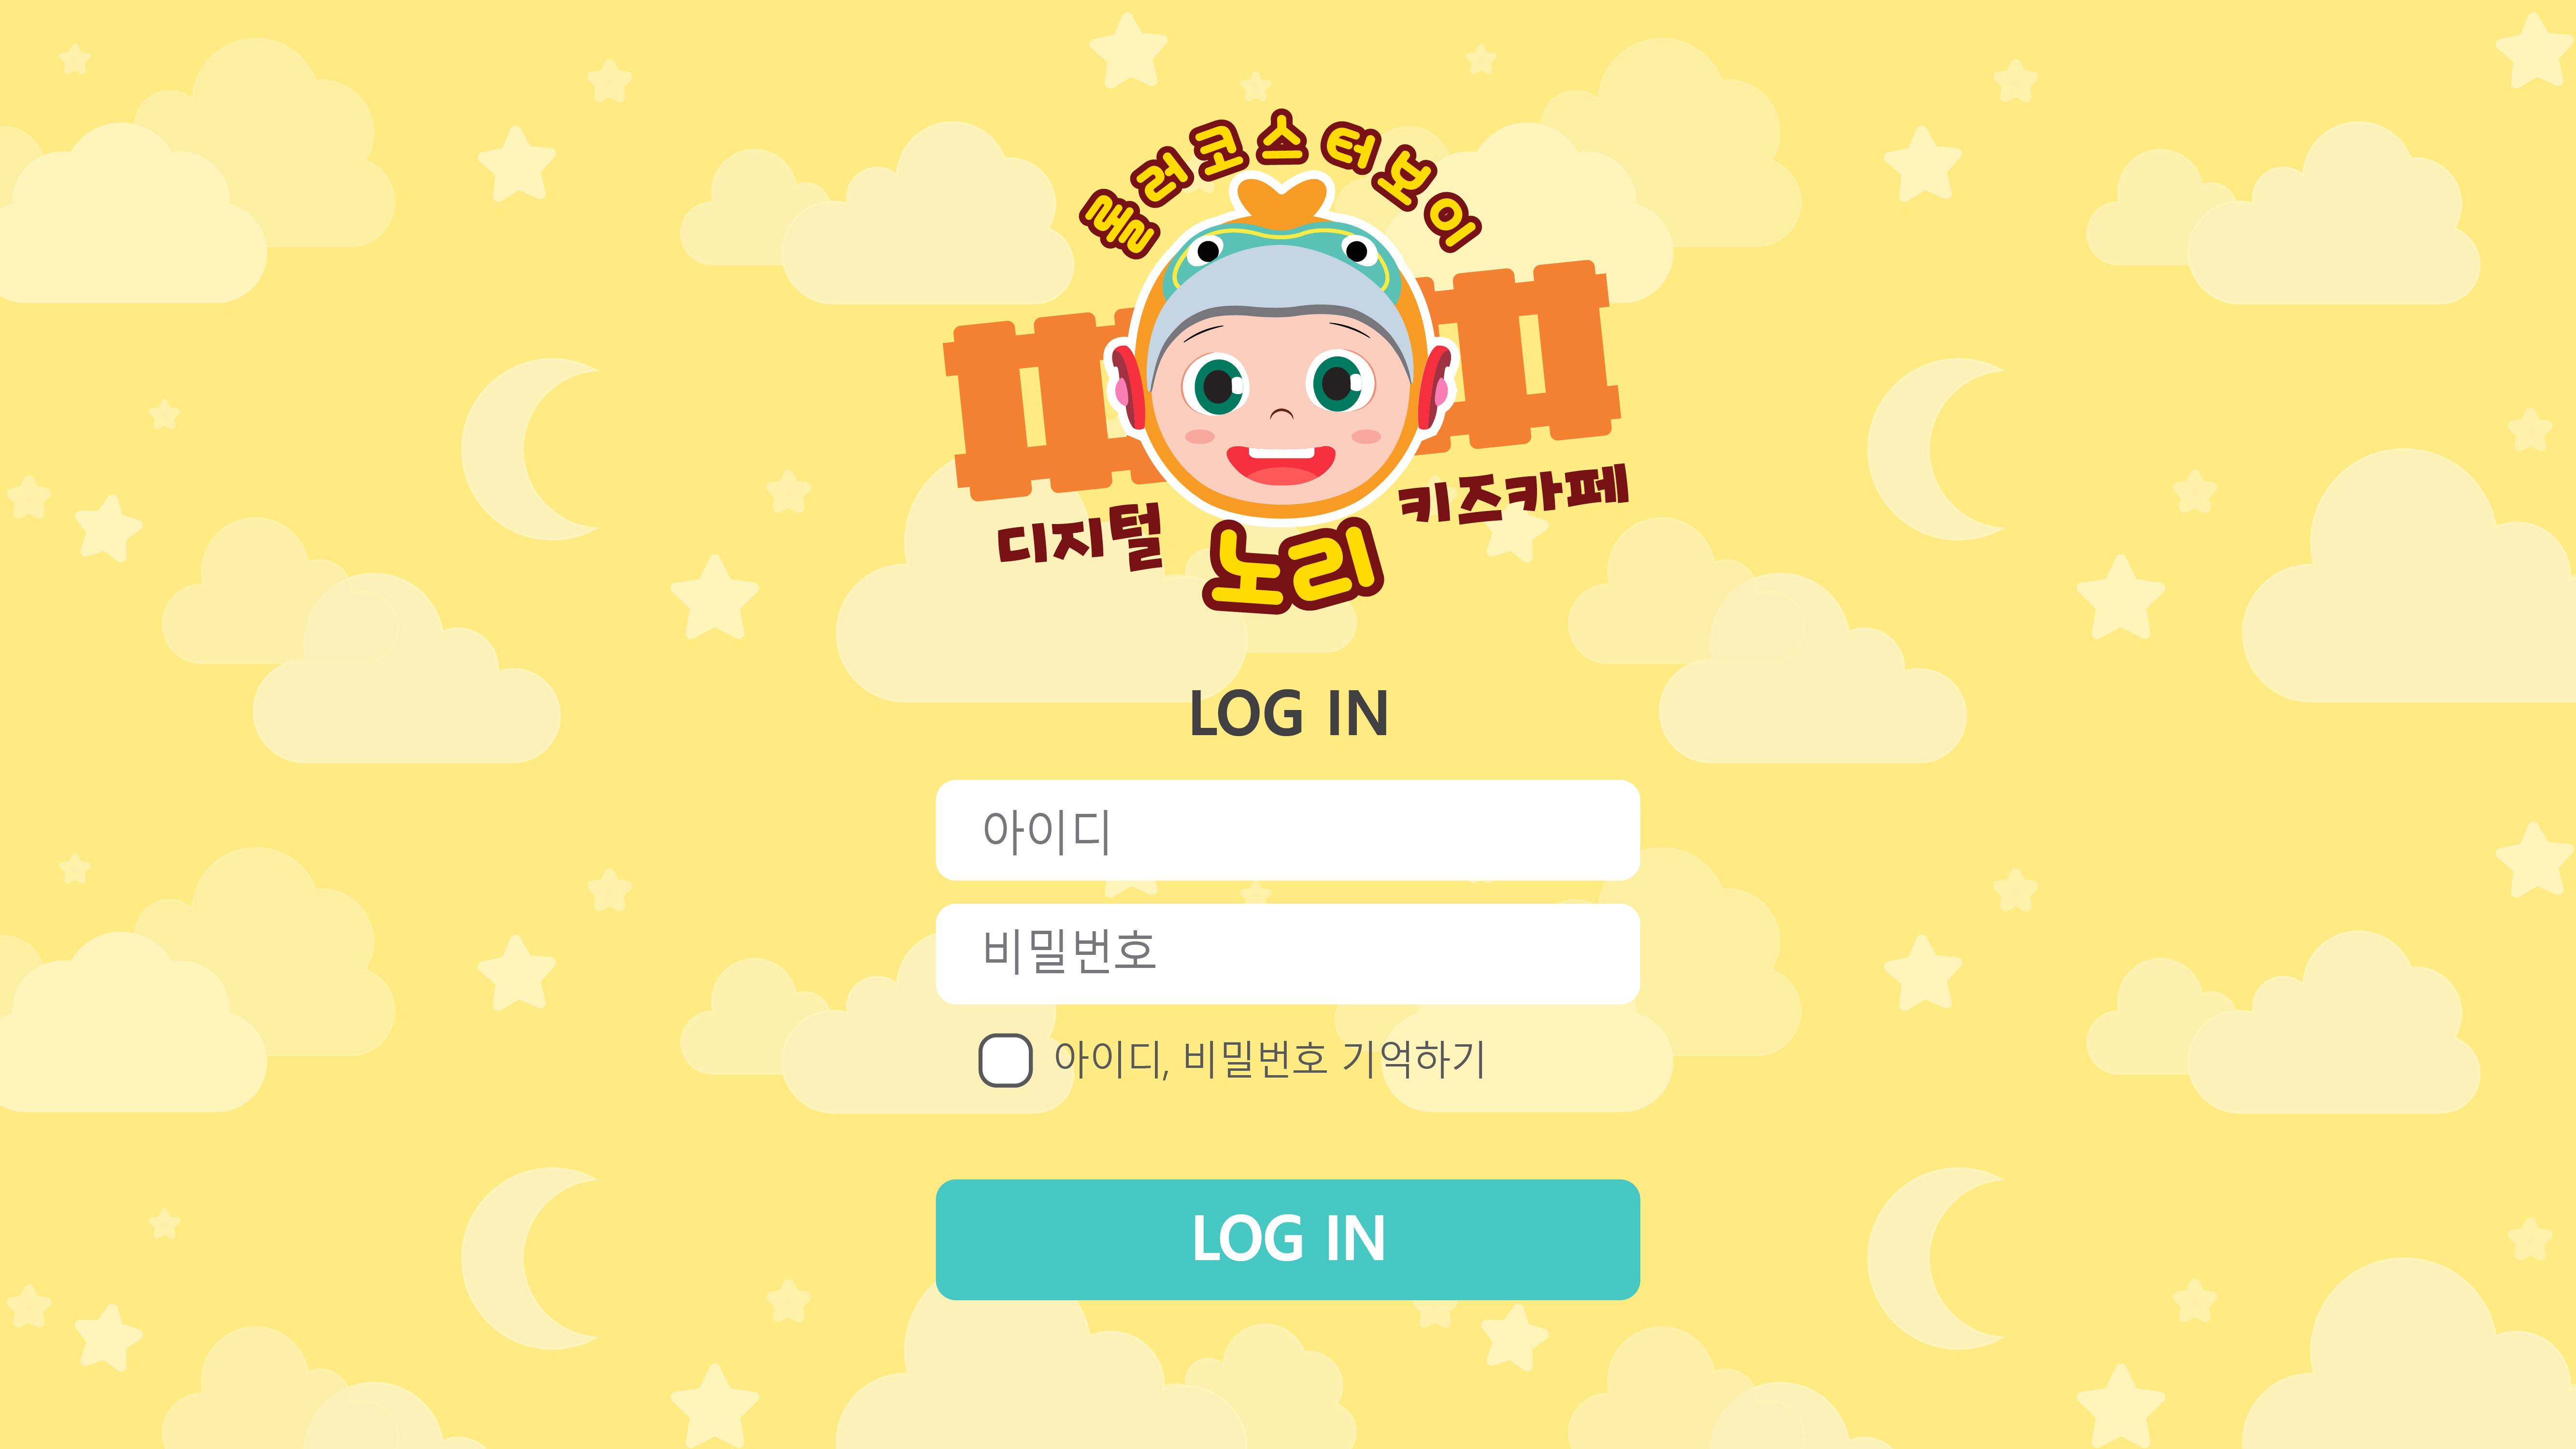 롤러코스터보이
디지털 노리 키즈카페
LOG IN
아이디
비밀번호
아이디, 비밀번호 기억하기
LOG IN